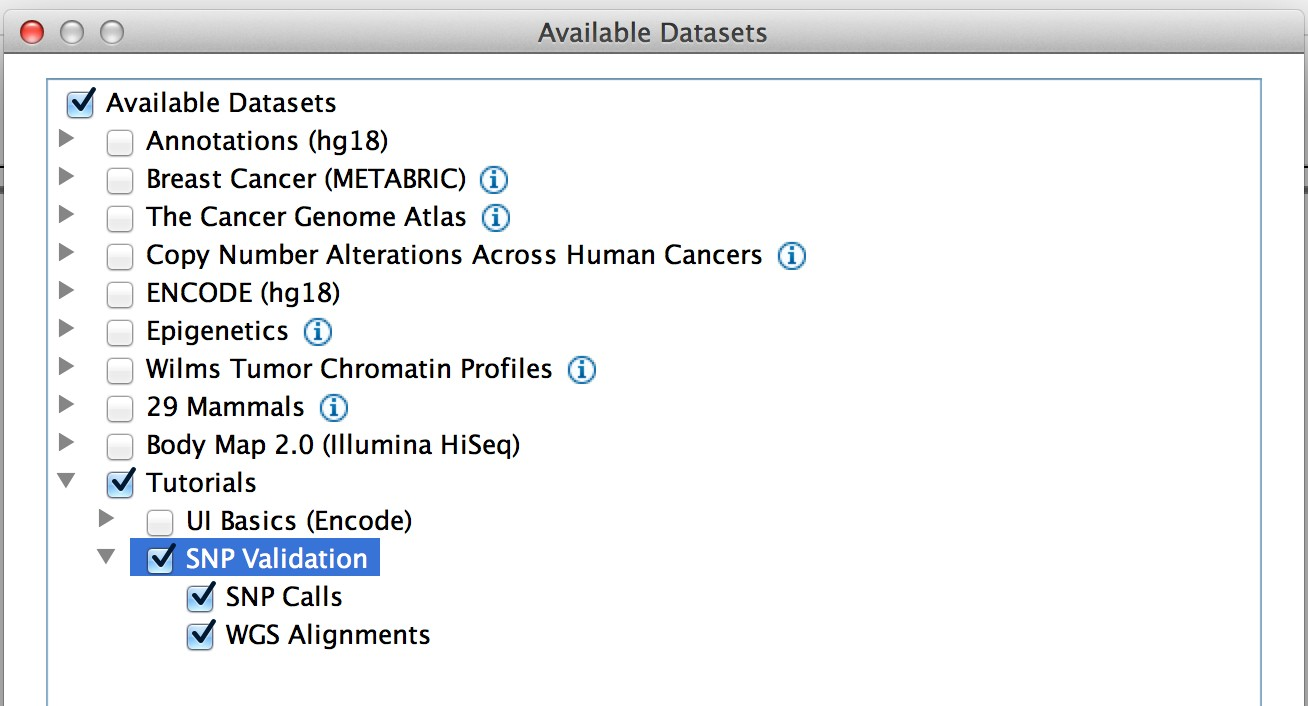 Available Datasets
Available Datasets
Annotations (hg18)
Breast Cancer (METABRIC)
The Cancer Genome Atlas
Copy Number Alterations Across Human Cancers
ENCODE (hg18)
Epigenetics
Wilms Tumor Chromatin Profiles
29 Mammals
Body Map 2.0 (Illumina HiSeq)
Tutorials
UI Basics (Encode)
SNP Validation
SNP Calls
WGS Alignments